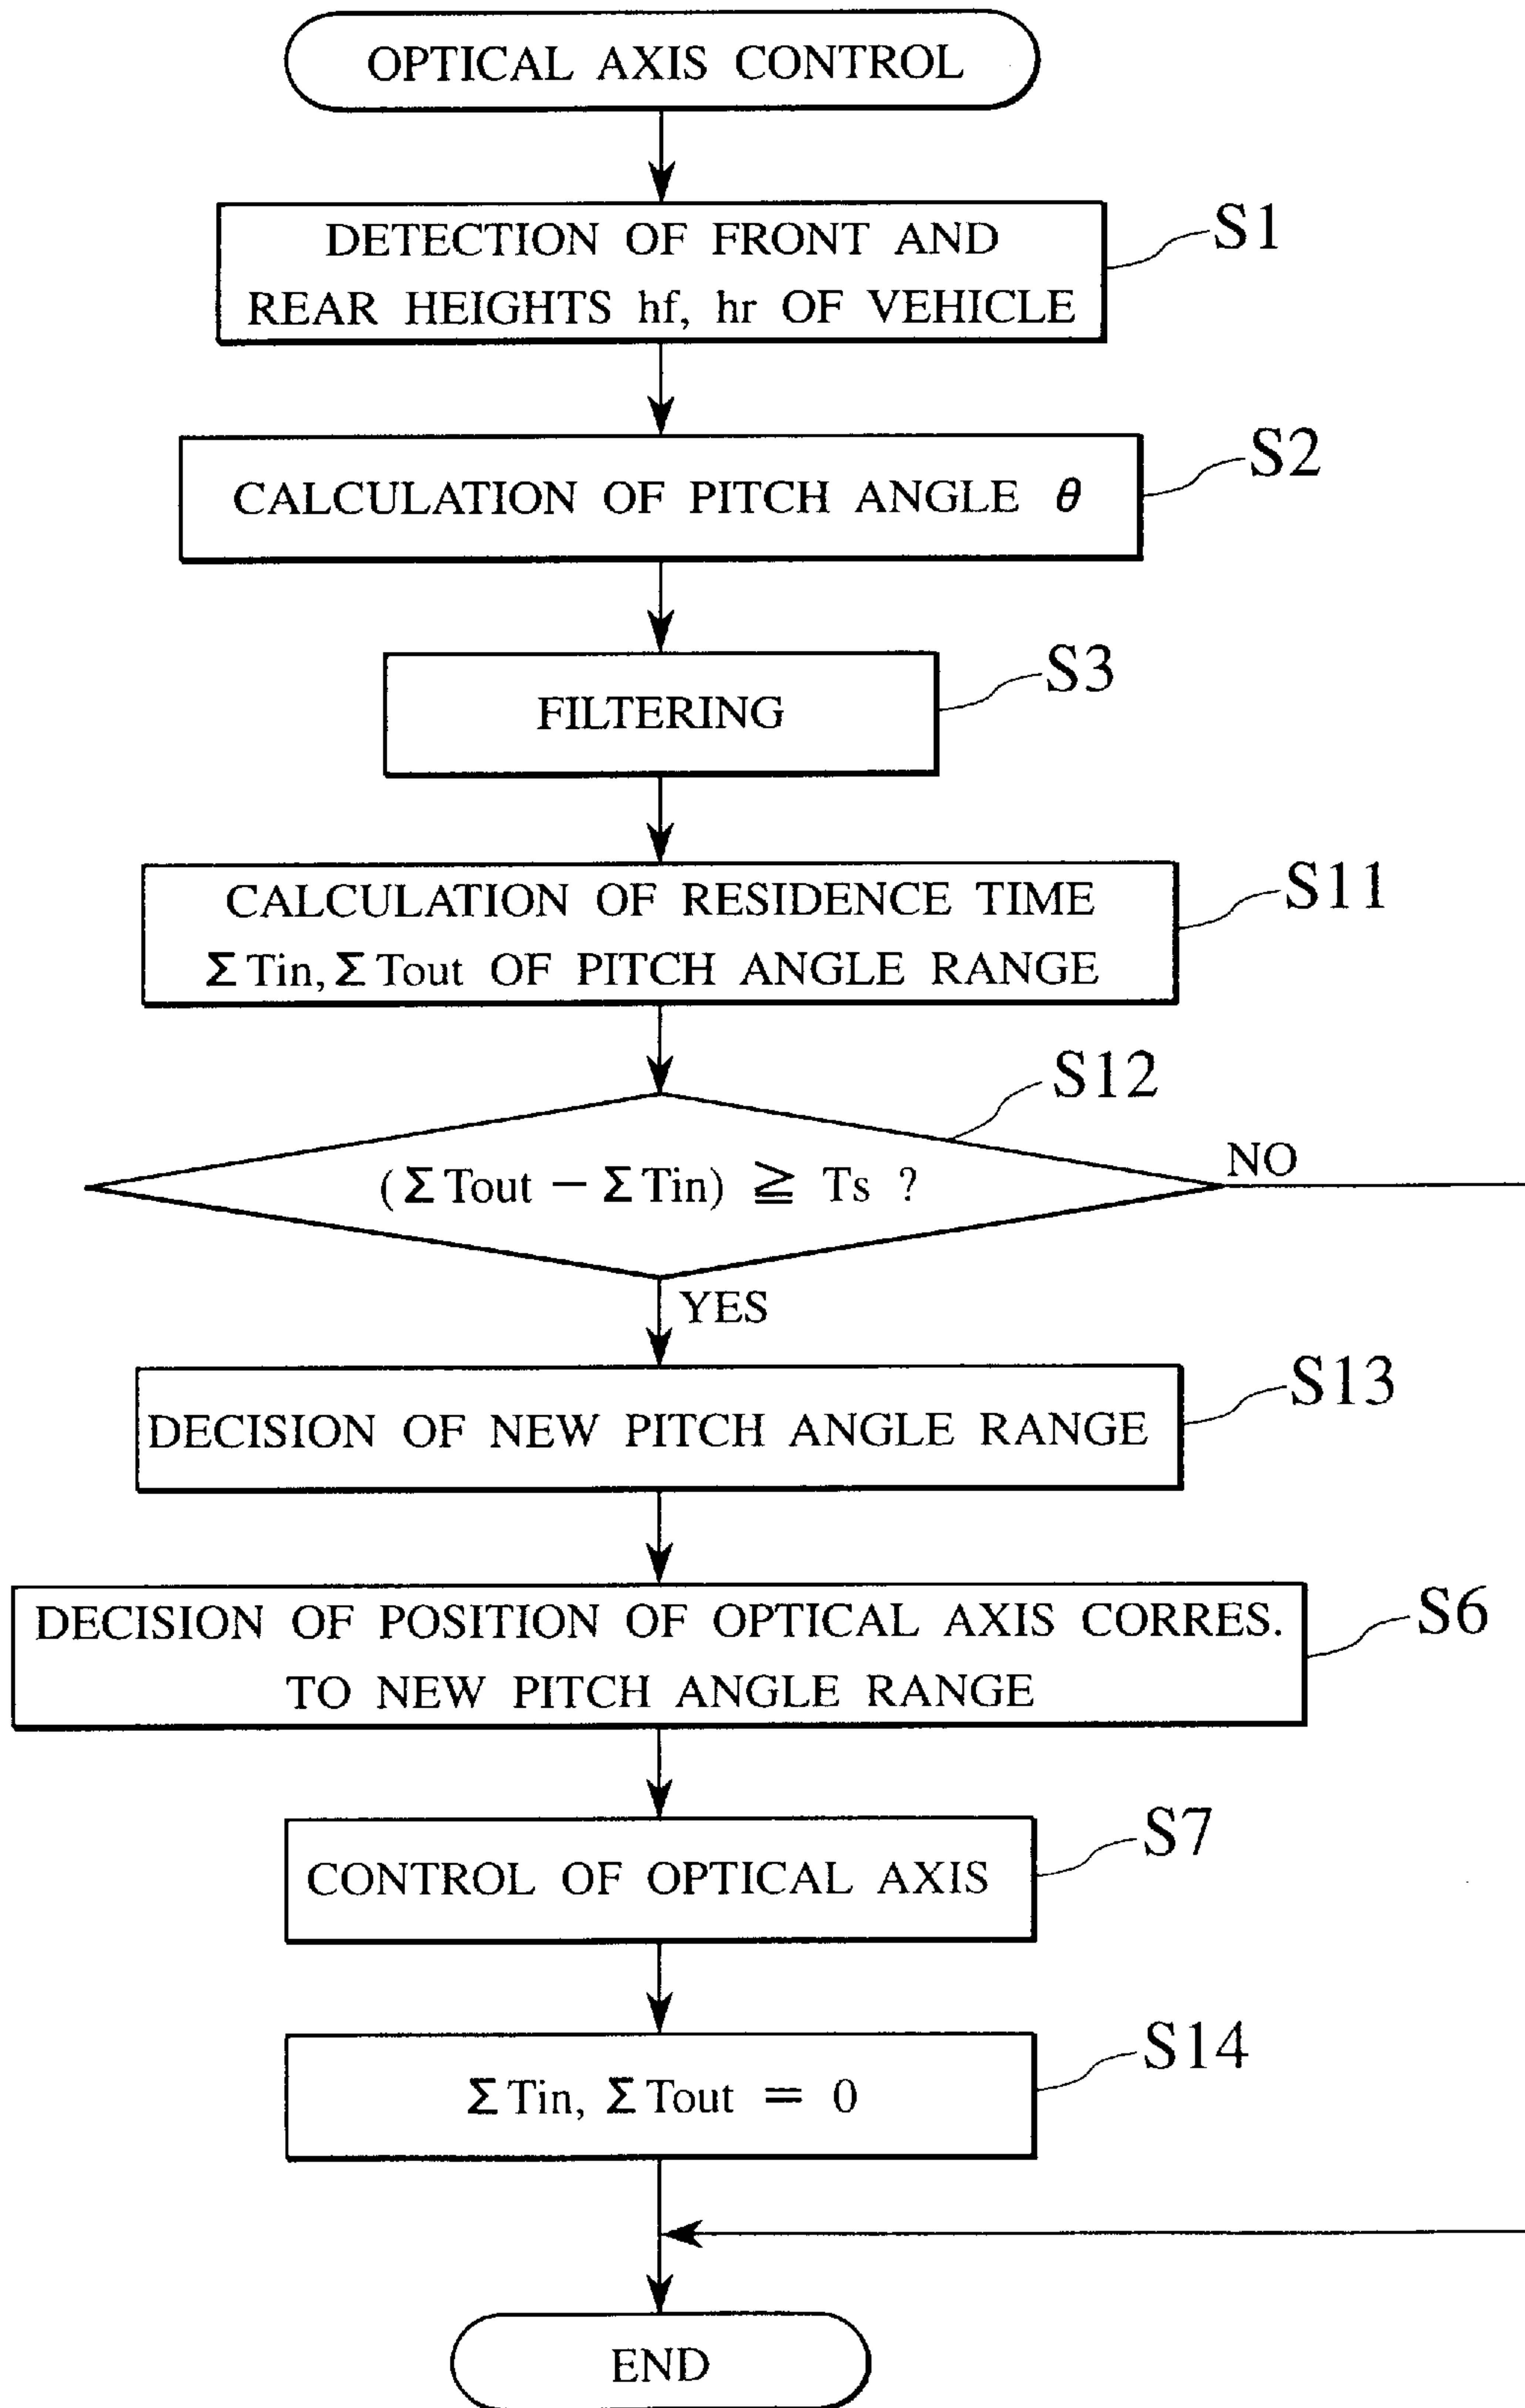 OPTICAL AXIS CONTROL
DETECTION OF FRONT AND
REAR HEIGHTS hf, hr OF VEHICLE
S1
CALCULATION OF PITCH ANGLE θ
S2
FILTERING
S3
CALCULATION OF RESIDENCE TIME
ΣTin, ΣTout OF PITCH ANGLE RANGE
S11
S12
(ΣTout − ΣTin) ≧ Ts ?
NO
YES
DECISION OF NEW PITCH ANGLE RANGE
S13
DECISION OF POSITION OF OPTICAL AXIS CORRES.
TO NEW PITCH ANGLE RANGE
S6
CONTROL OF OPTICAL AXIS
S7
ΣTin, ΣTout = 0
S14
END